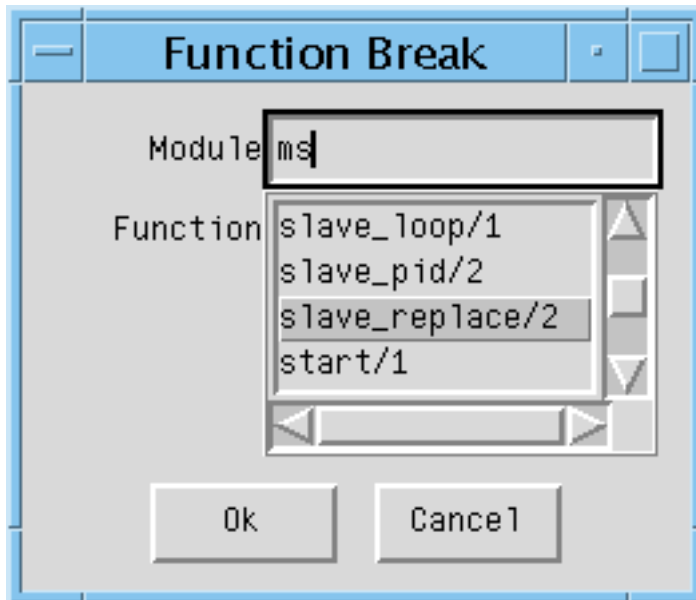 Function Break
Module ms
Function slave_loop/1
slave_pid/2
slave_replace/2
start/1
Ok Cancel